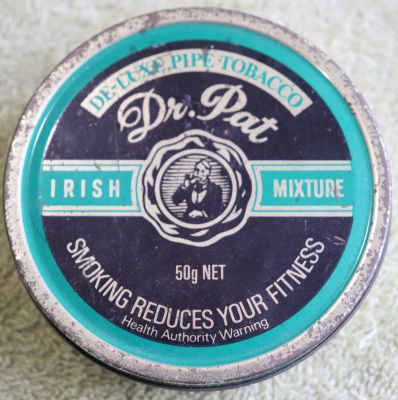 DE-LUXE PIPE TOBACCO
Dr. Pat
IRISH MIXTURE
50g NET
SMOKING REDUCES YOUR FITNESS
Health Authority Warning